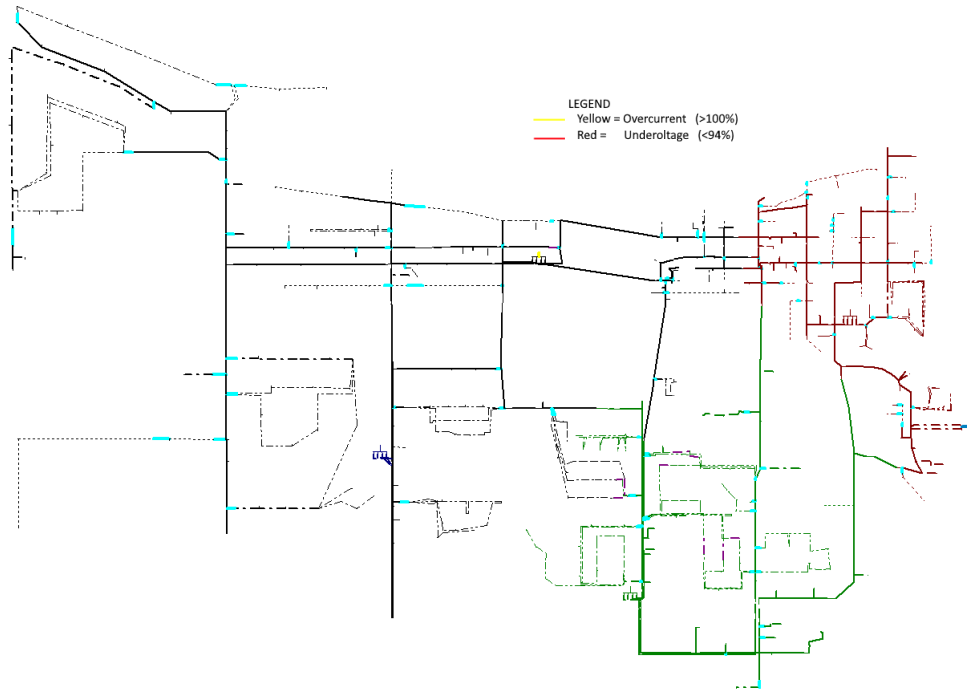 LEGEND
Yellow = Overcurrent (>100%)
Red = Underoltage (<94%)